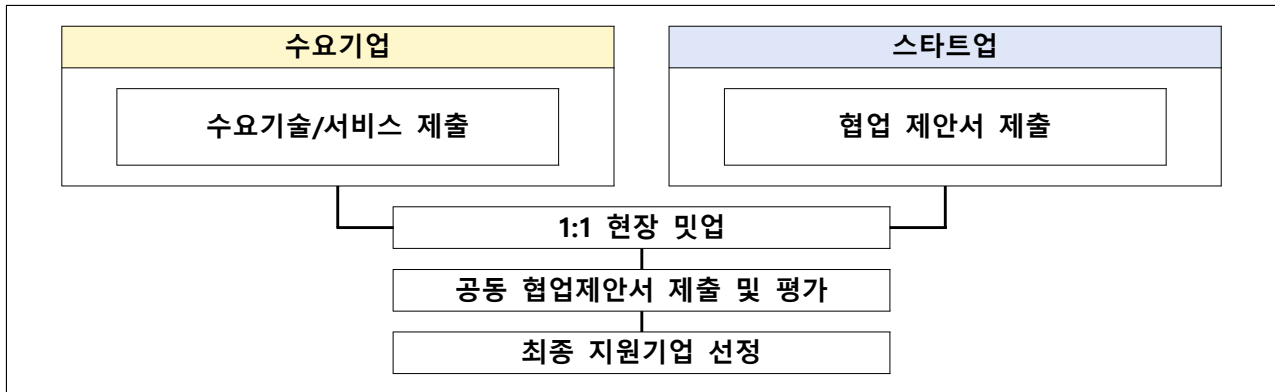 수요기업
수요기술/서비스 제출
스타트업
협업 제안서 제출
1:1 현장 밋업
공동 협업제안서 제출 및 평가
최종 지원기업 선정